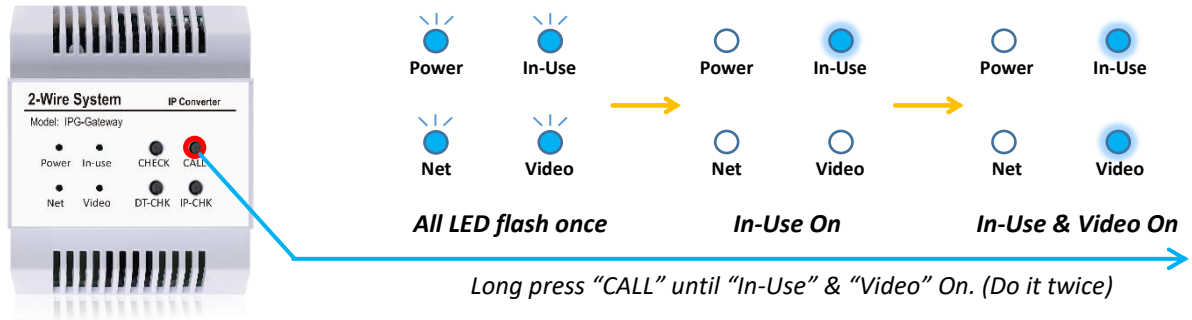 2-Wire System IP Converter
Model: IPG-Gateway
Power In-use CHECK CALL
Net Video DT-CHK IP-CHK
Power In-Use
Net Video
All LED flash once
Power In-Use
Net Video
In-Use On
Power In-Use
Net Video
In-Use & Video On
Long press “CALL” until “In-Use” & “Video” On. (Do it twice)